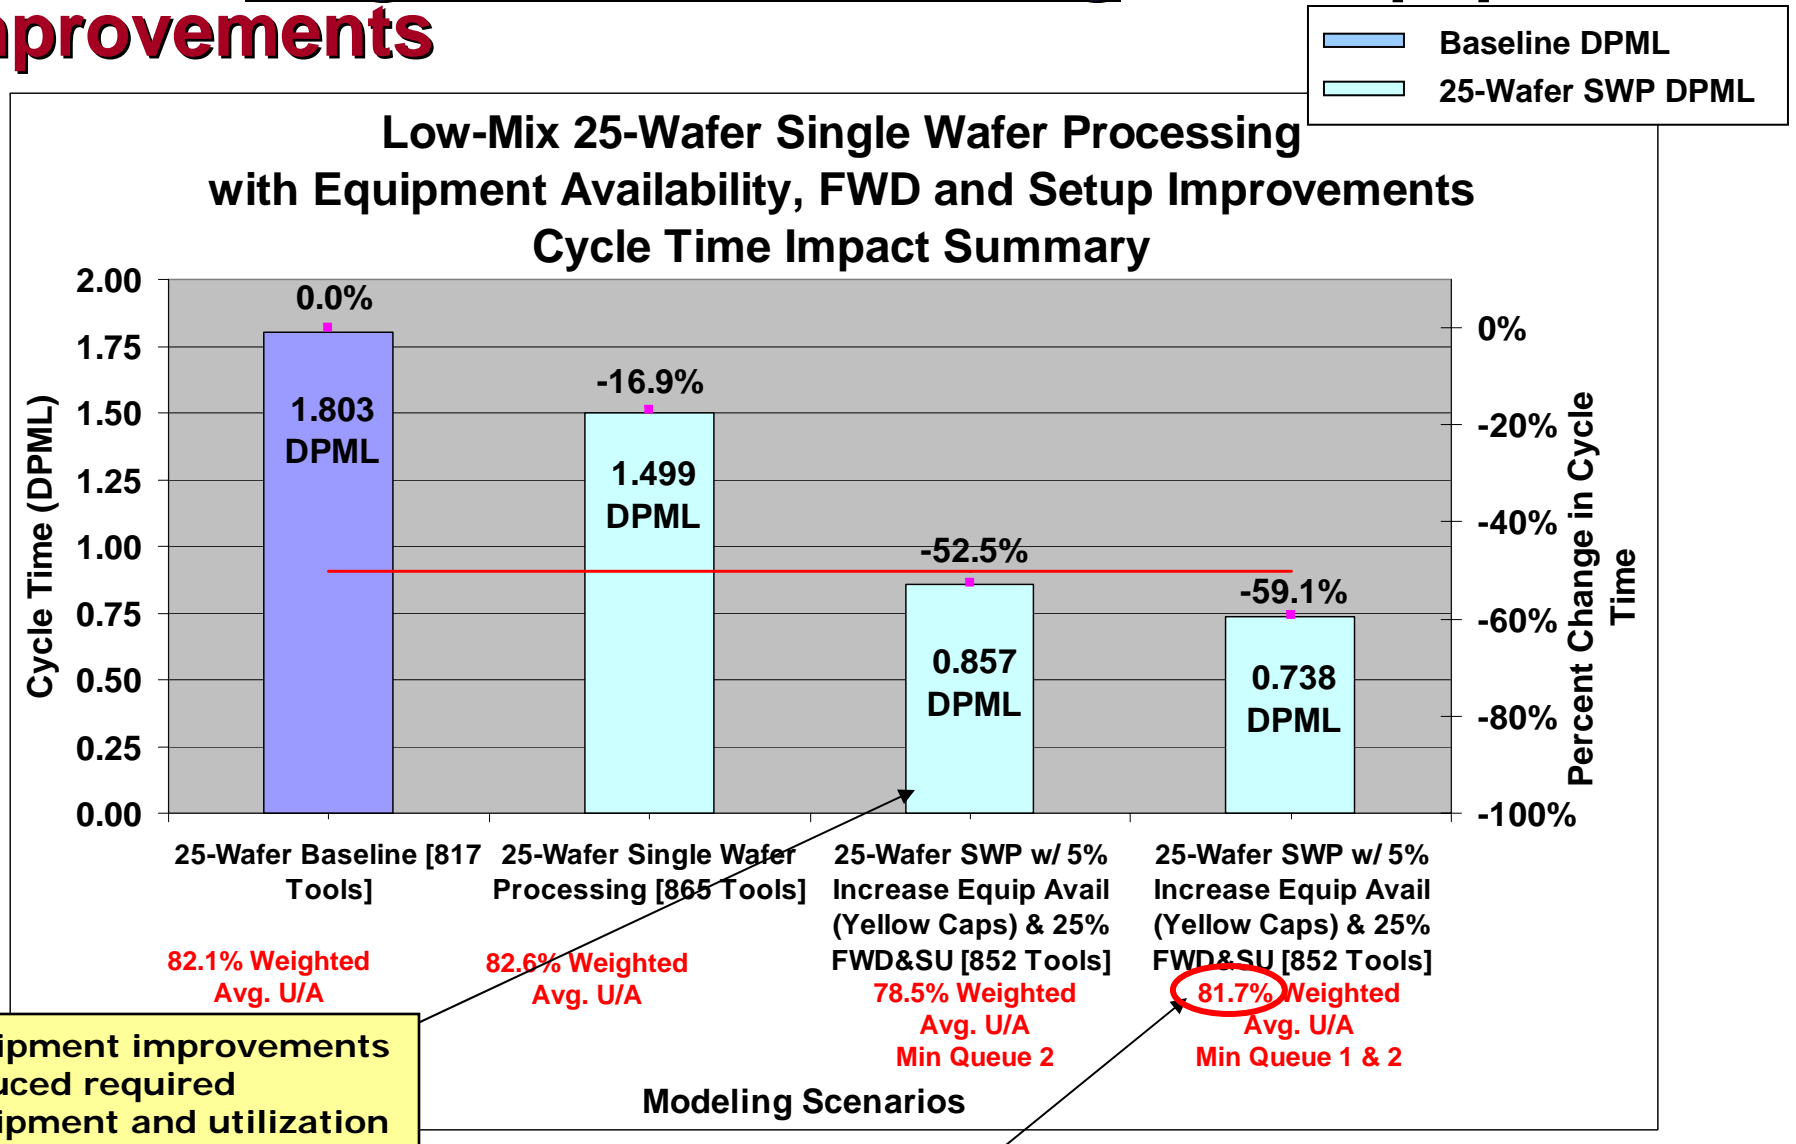 mprovements
Baseline DPML
25-Wafer SWP DPML
Low-Mix 25-Wafer Single Wafer Processing
with Equipment Availability, FWD and Setup Improvements
Cycle Time Impact Summary
2.00
1.75
1.50
1.25
1.00
0.75
0.50
0.25
0.00
Cycle Time (DPML)
0.0%
-16.9%
-52.5%
-59.1%
1.803
DPML
1.499
DPML
0.857
DPML
0.738
DPML
0%
-20%
-40%
-60%
-80%
-100%
Percent Change in Cycle
Time
25-Wafer Baseline [817
Tools]
82.1% Weighted
Avg. U/A
25-Wafer Single Wafer
Processing [865 Tools]
82.6% Weighted
Avg. U/A
25-Wafer SWP w/ 5%
Increase Equip Avail
(Yellow Caps) & 25%
FWD&SU [852 Tools]
78.5% Weighted
Avg. U/A
Min Queue 2
25-Wafer SWP w/ 5%
Increase Equip Avail
(Yellow Caps) & 25%
FWD&SU [852 Tools]
81.7% Weighted
Avg. U/A
Min Queue 1 & 2
Modeling Scenarios
ipment improvements
uced required
ipment and utilization